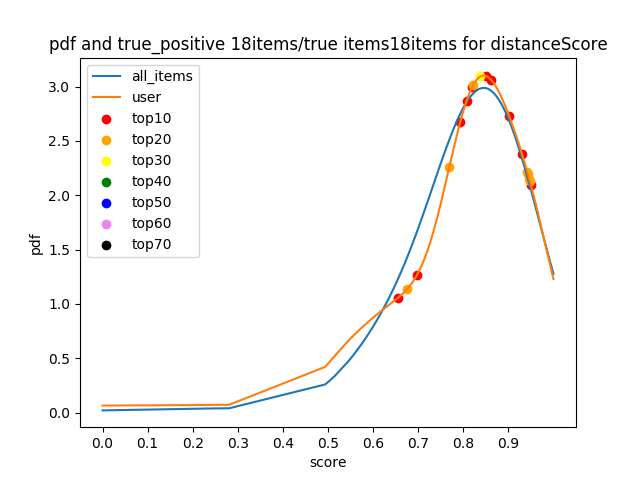 pdf and true_positive 18items/true items18items for distanceScore
all_items
user
top10
top20
top30
top40
top50
top60
top70
3.0
2.5
2.0
1.5
1.0
0.5
0.0
pdf
0.0 0.1 0.2 0.3 0.4 0.5 0.6 0.7 0.8 0.9
score